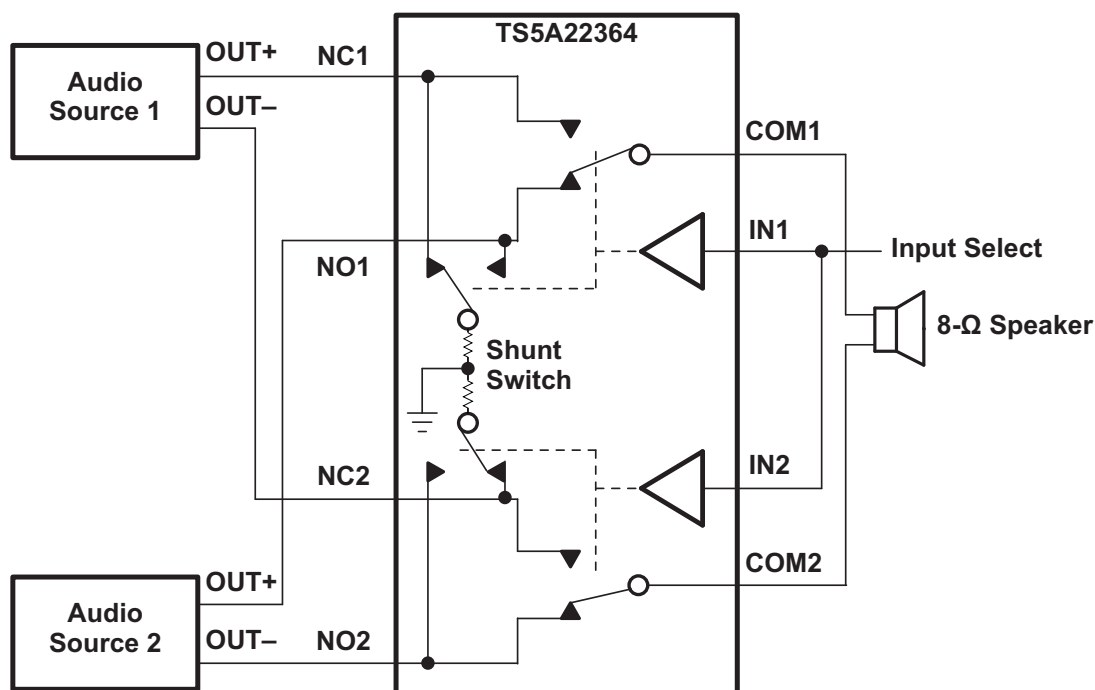 TS5A22364
OUT+
NC1
Audio
Source 1
OUT–
COM1
IN1
Input Select
NO1
8-Ω Speaker
Shunt
Switch
NC2
IN2
COM2
OUT+
Audio
Source 2
OUT–
NO2